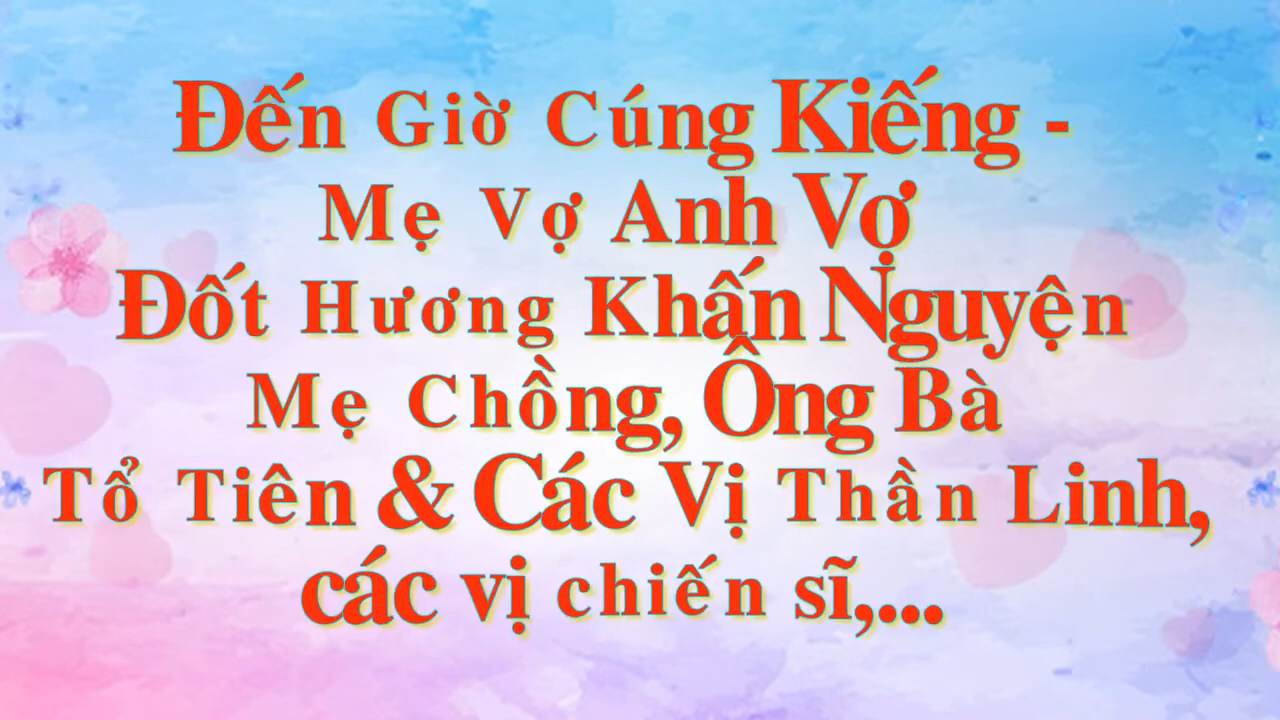 Đến Giờ Cúng Kiếng -
Mẹ Vợ Anh Vợ
Đốt Hương Khấn Nguyện
Mẹ Chồng, Ông Bà
Tổ Tiên & Các Vị Thần Linh,
các vị chiến sĩ,...